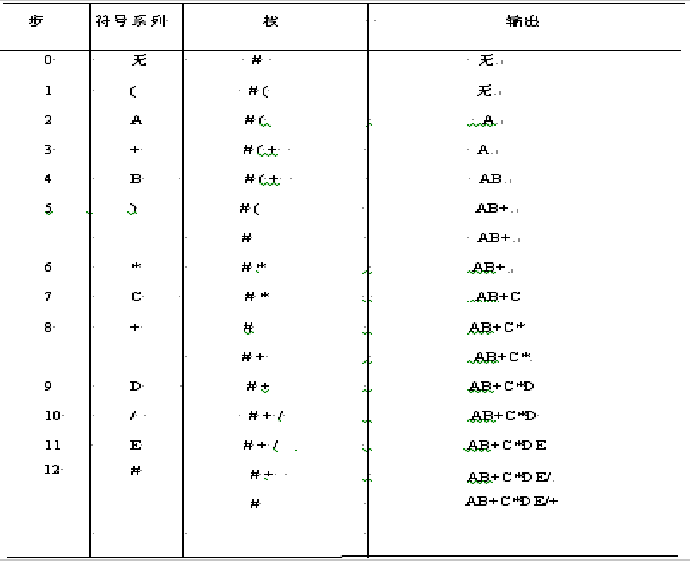 步 符号系列 栈 输出
0 无 # 无
1 ( #( 无
2 A #( A
3 + #(+ A
4 B #(+ AB
5 ) #( AB+
# AB+
6 * #* AB+
7 C #* AB+C
8 + # AB+C*
#+ AB+C*
9 D #+ AB+C*D
10 / #+/ AB+C*D
11 E #+/ AB+C*DE
12 # #+ AB+C*DE/
# AB+C*DE/+